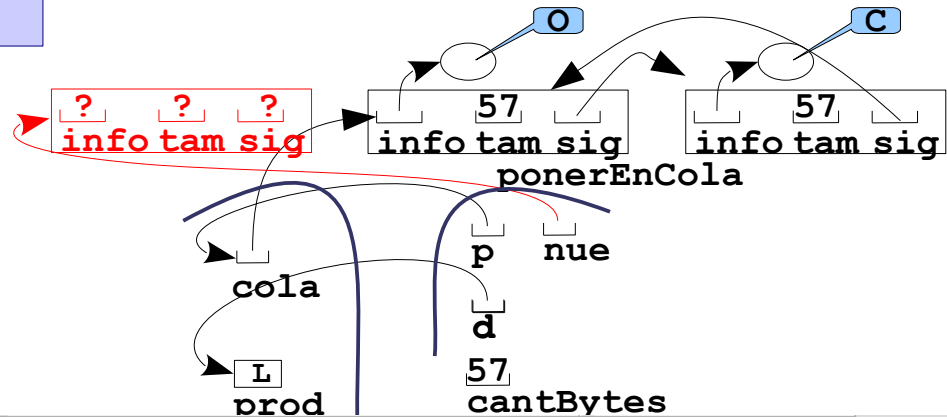 O C
? ? ? 57 57
info tam sig info tam sig info tam sig
ponerEnCola
p nue
cola
d
L 57
prod cantBytes